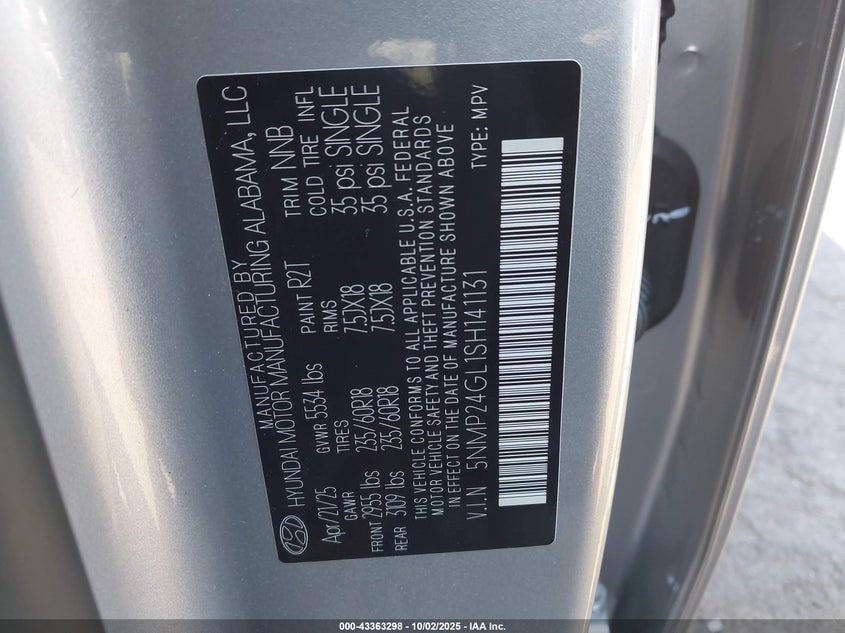 MANUFACTURED BY
HYUNDAI MOTOR MANUFACTURING ALABAMA, LLC
Apr/21/25 GVWR 5534 lbs PAINT R2T TRIM NNB
GAWR TIRES RIMS COLD TIRE INFL
FRONT 2955 lbs 235/60R18 7.5JX18 35 psi SINGLE
REAR 3109 lbs 235/60R18 7.5JX18 35 psi SINGLE
THIS VEHICLE CONFORMS TO ALL APPLICABLE U.S.A. FEDERAL
MOTOR VEHICLE SAFETY AND THEFT PREVENTION STANDARDS
IN EFFECT ON THE DATE OF MANUFACTURE SHOWN ABOVE
V.I.N 5NMP24GL1SH141131 TYPE: MPV
000-43363298 - 10/02/2025 - IAA Inc.